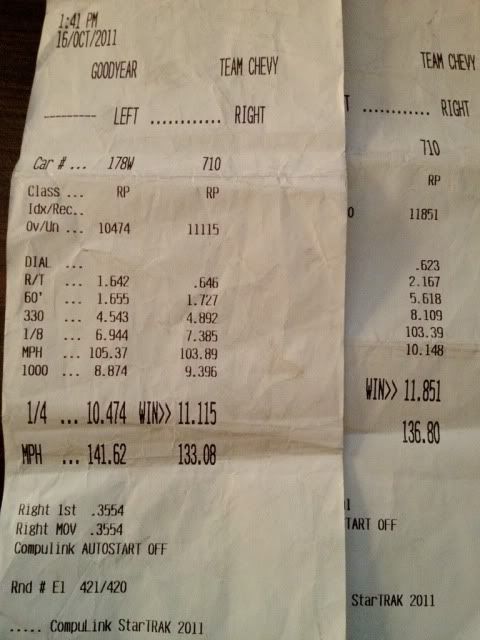 1:41 PM
16/OCT/2011
GOODYEAR TEAM CHEVY
---------- LEFT ............ RIGHT
Car # ... 178W 710
Class ... RP RP
Idx/Rec..
Ov/Un ... 10474 11115
DIAL ...
R/T ... 1.642 .646
60' ... 1.655 1.727
330 ... 4.543 4.892
1/8 ... 6.944 7.385
MPH ... 105.37 103.89
1000 ... 8.874 9.396
1/4 ... 10.474 WIN>> 11.115
MPH ... 141.62 133.08
Right 1st .3554
Right MOV .3554
Compulink AUTOSTART OFF
Rnd # E1 421/420
..... CompuLink StarTRAK 2011
TEAM CHEVY
T ............ RIGHT
710
RP
0 11851
.623
2.167
5.618
8.109
103.39
10.148
WIN>> 11.851
136.80
TART OFF
StarTRAK 2011